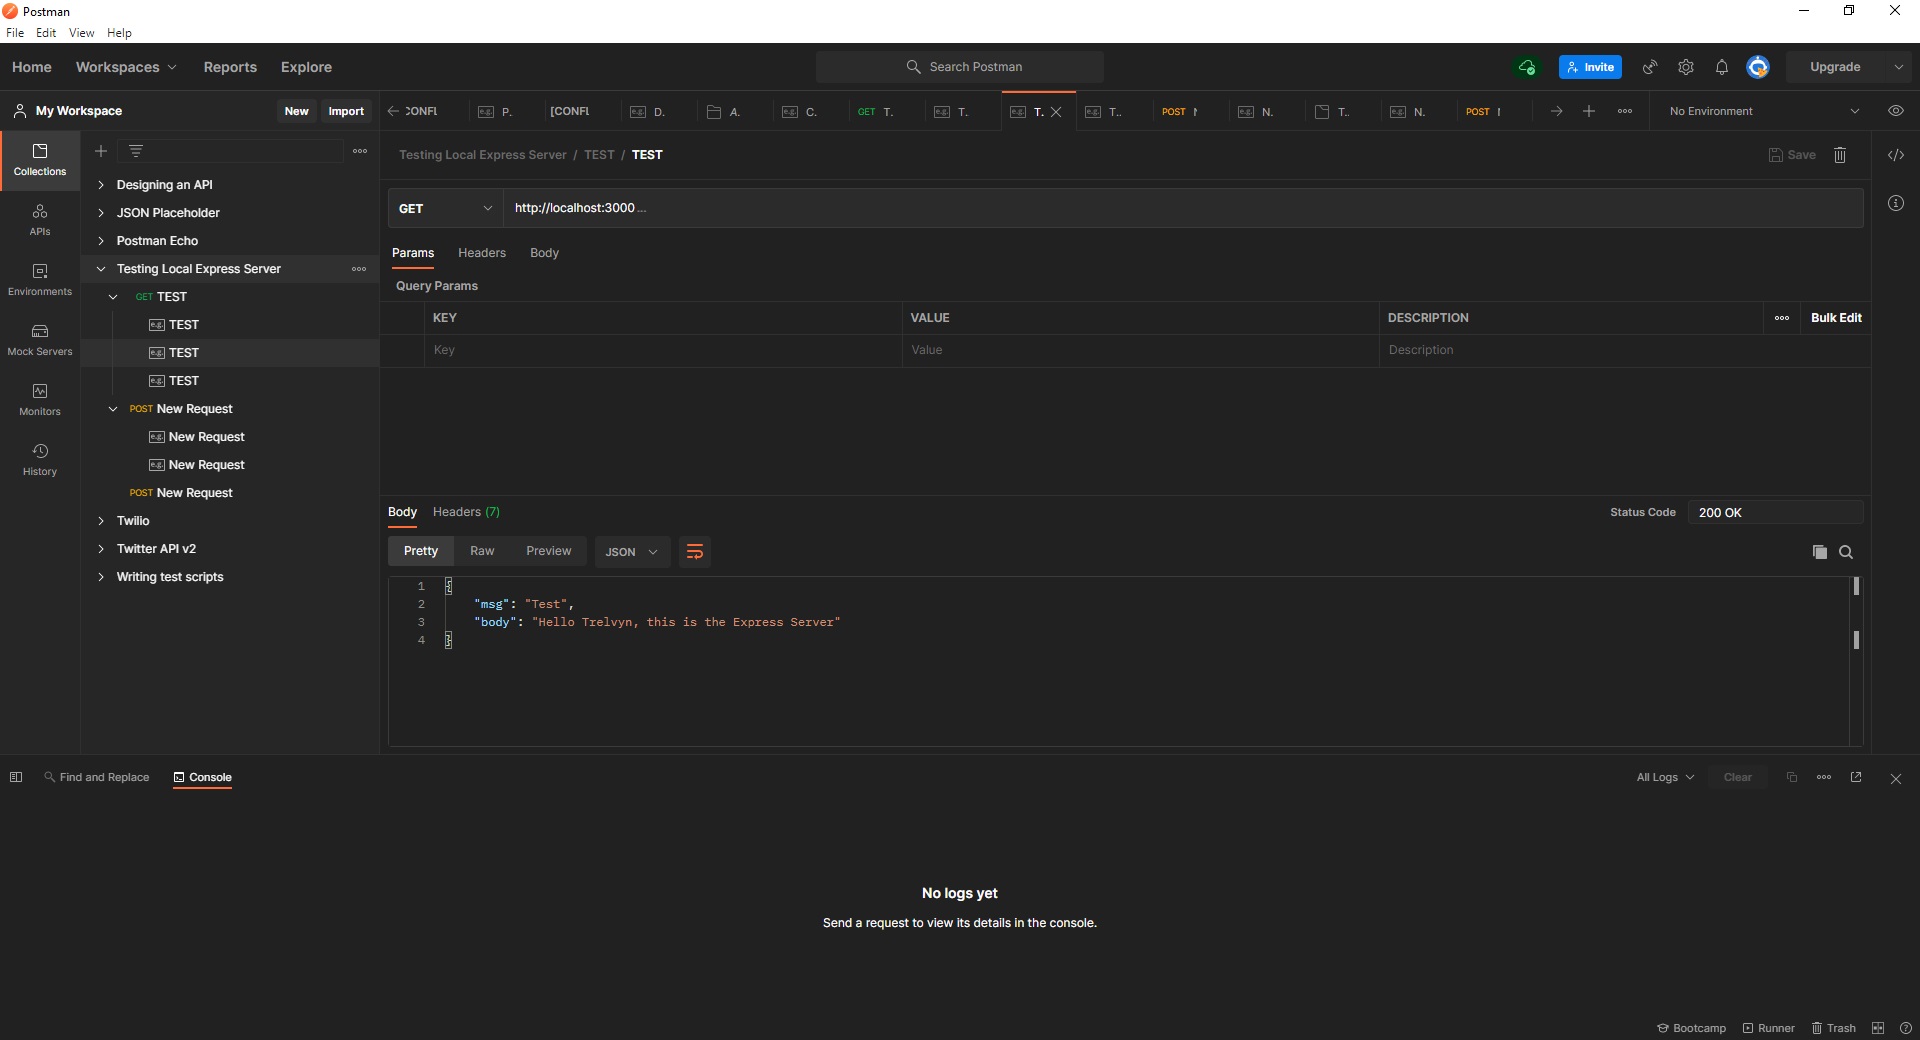 Postman
File Edit View Help
Home Workspaces Reports Explore
Search Postman
Invite
Upgrade
My Workspace
New Import
CONFL P. [CONFL D. A. C. GET T. T. T. T.. POST N N. T.. N. POST
No Environment
Collections
APIs
Environments
Mock Servers
Monitors
History
Designing an API
JSON Placeholder
Postman Echo
Testing Local Express Server
GET TEST
e.g. TEST
e.g. TEST
e.g. TEST
POST New Request
e.g. New Request
e.g. New Request
POST New Request
Twilio
Twitter API v2
Writing test scripts
Testing Local Express Server / TEST / TEST
Save
GET http://localhost:3000 ...
Params Headers Body
Query Params
KEY VALUE DESCRIPTION Bulk Edit
Key Value Description
Body Headers (7)
Status Code 200 OK
Pretty Raw Preview JSON
1 {
2 "msg": "Test",
3 "body": "Hello Trelvyn, this is the Express Server"
4 }
Find and Replace Console
All Logs Clear
No logs yet
Send a request to view its details in the console.
Bootcamp Runner Trash